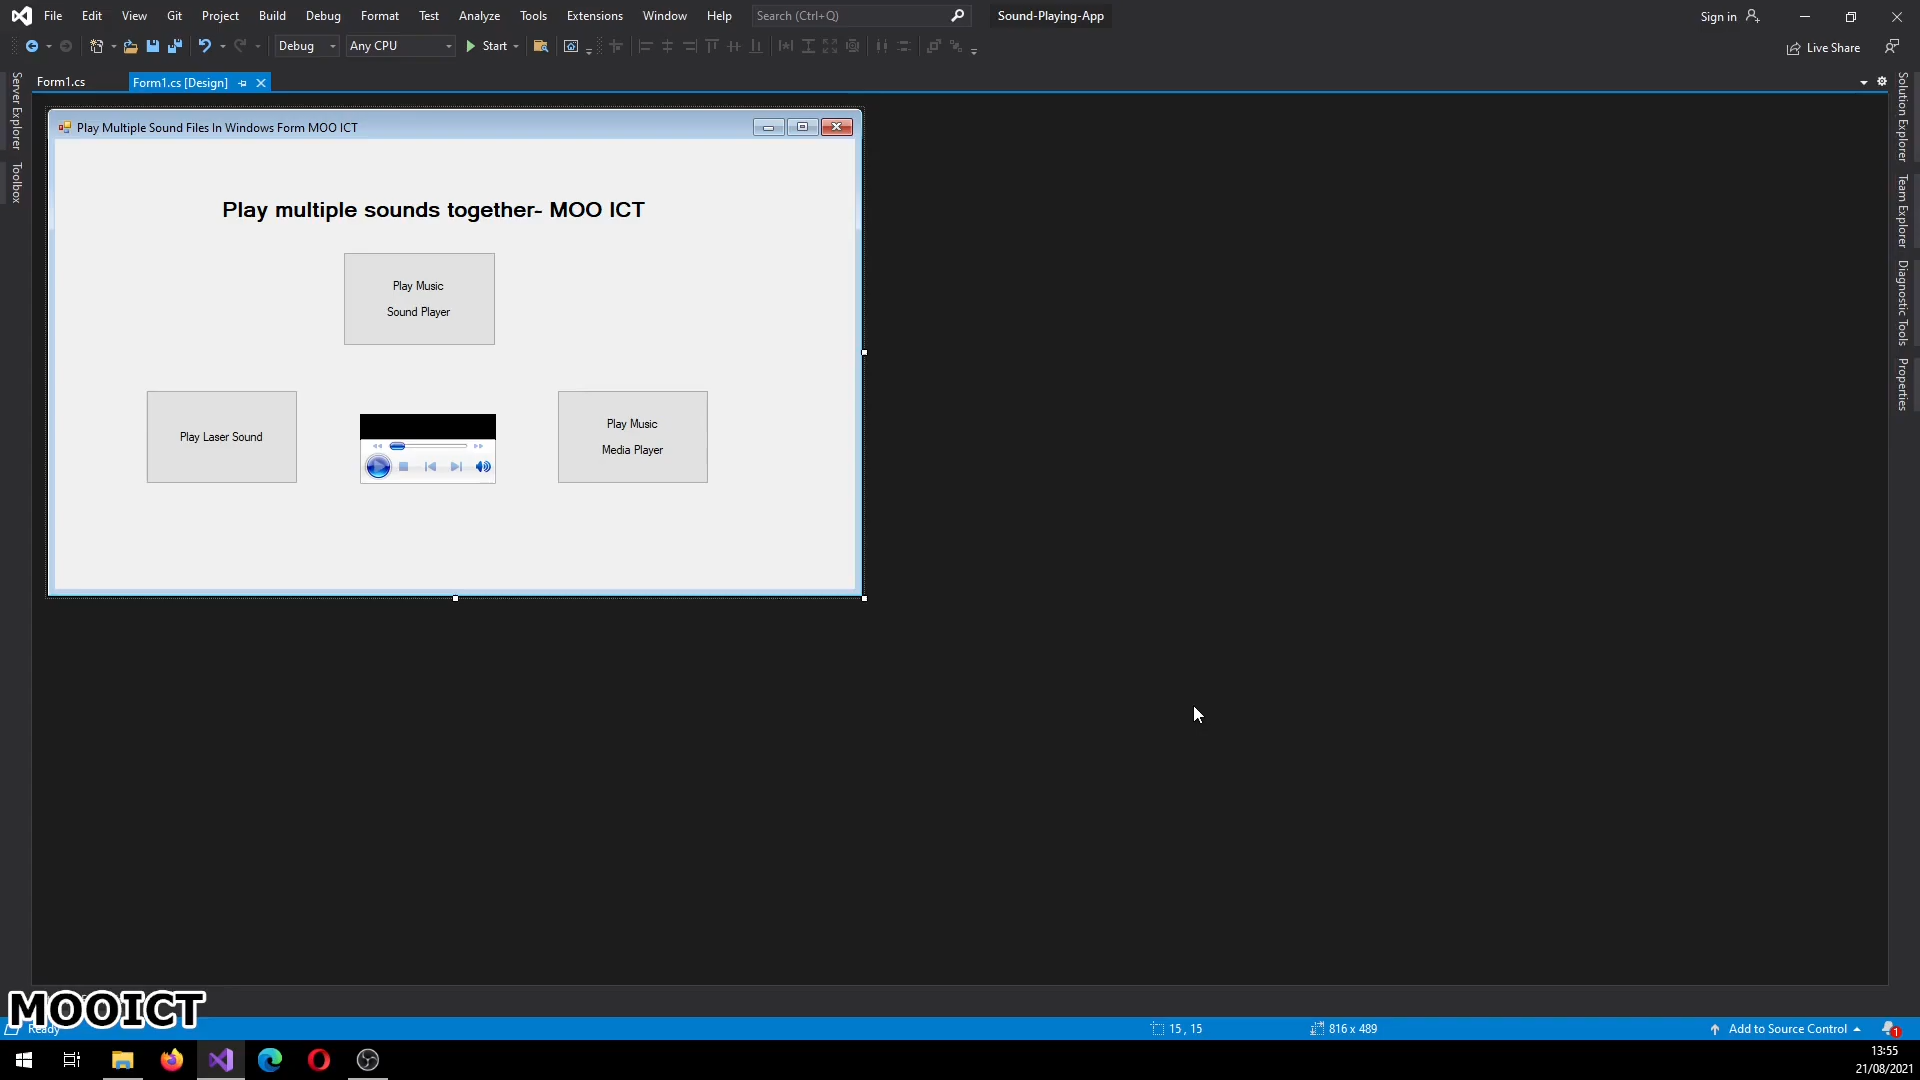 File Edit View Git Project Build Debug Format Test Analyze Tools Extensions Window Help Search (Ctrl+Q) Sound-Playing-App Sign in
Debug Any CPU Start Live Share
Form1.cs Form1.cs [Design]
Server Explorer
Toolbox
Solution Explorer
Team Explorer
Diagnostic Tools
Properties
Play Multiple Sound Files In Windows Form MOO ICT
Play multiple sounds together- MOO ICT
Play Music
Sound Player
Play Laser Sound
Play Music
Media Player
MOOICT
Ready 15 , 15 816 x 489 Add to Source Control 1
13:55
21/08/2021